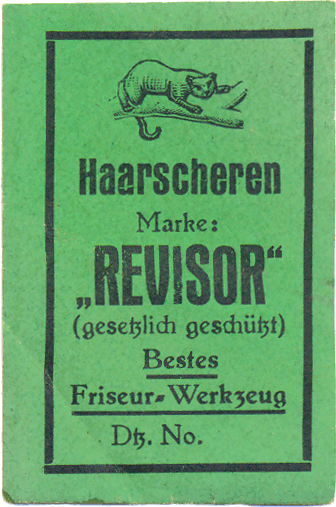 Haarscheren
Marke:
„REVISOR“
(gesetzlich geschützt)
Bestes
Friseur-Werkzeug
Dtz. No.